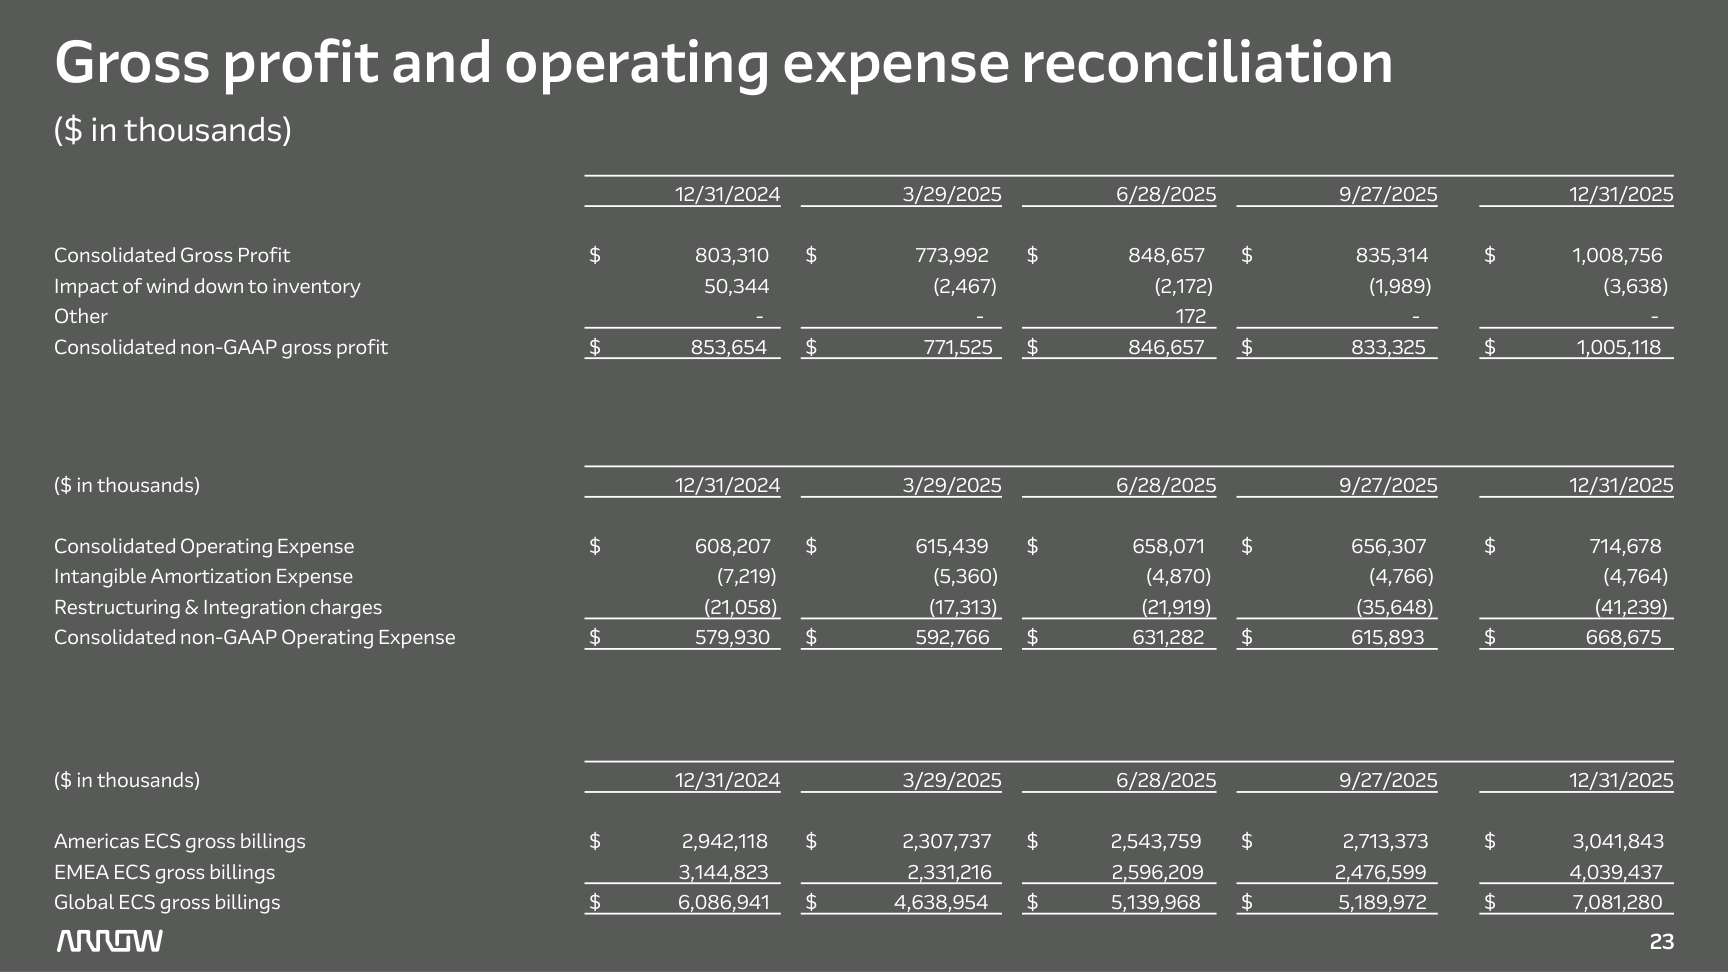 Gross profit and operating expense reconciliation
($ in thousands)
12/31/2024 3/29/2025 6/28/2025 9/27/2025 12/31/2025
Consolidated Gross Profit $ 803,310 $ 773,992 $ 848,657 $ 835,314 $ 1,008,756
Impact of wind down to inventory 50,344 (2,467) (2,172) (1,989) (3,638)
Other - - 172 - -
Consolidated non-GAAP gross profit $ 853,654 $ 771,525 $ 846,657 $ 833,325 $ 1,005,118
($ in thousands) 12/31/2024 3/29/2025 6/28/2025 9/27/2025 12/31/2025
Consolidated Operating Expense $ 608,207 $ 615,439 $ 658,071 $ 656,307 $ 714,678
Intangible Amortization Expense (7,219) (5,360) (4,870) (4,766) (4,764)
Restructuring & Integration charges (21,058) (17,313) (21,919) (35,648) (41,239)
Consolidated non-GAAP Operating Expense $ 579,930 $ 592,766 $ 631,282 $ 615,893 $ 668,675
($ in thousands) 12/31/2024 3/29/2025 6/28/2025 9/27/2025 12/31/2025
Americas ECS gross billings $ 2,942,118 $ 2,307,737 $ 2,543,759 $ 2,713,373 $ 3,041,843
EMEA ECS gross billings 3,144,823 2,331,216 2,596,209 2,476,599 4,039,437
Global ECS gross billings $ 6,086,941 $ 4,638,954 $ 5,139,968 $ 5,189,972 $ 7,081,280
ARROW 23